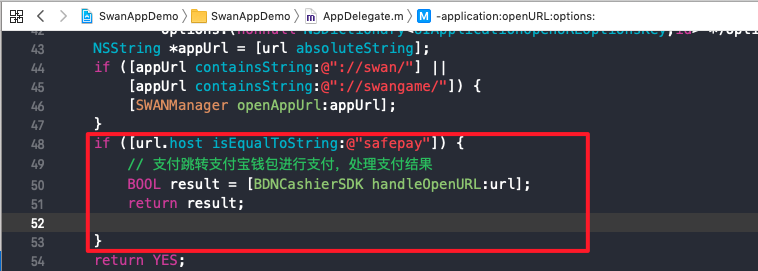 SwanAppDemo > SwanAppDemo > AppDelegate.m > M -application:openURL:options:
42 options:(nonnull NSDictionary<UIApplicationOpenURLOptionsKey,id> *)opti
43 NSString *appUrl = [url absoluteString];
44 if ([appUrl containsString:@"://swan/"] ||
45 [appUrl containsString:@"://swangame/"]) {
46 [SWANManager openAppUrl:appUrl];
47 }
48 if ([url.host isEqualToString:@"safepay"]) {
49 // 支付跳转支付宝钱包进行支付，处理支付结果
50 BOOL result = [BDNCashierSDK handleOpenURL:url];
51 return result;
52
53 }
54 return YES;